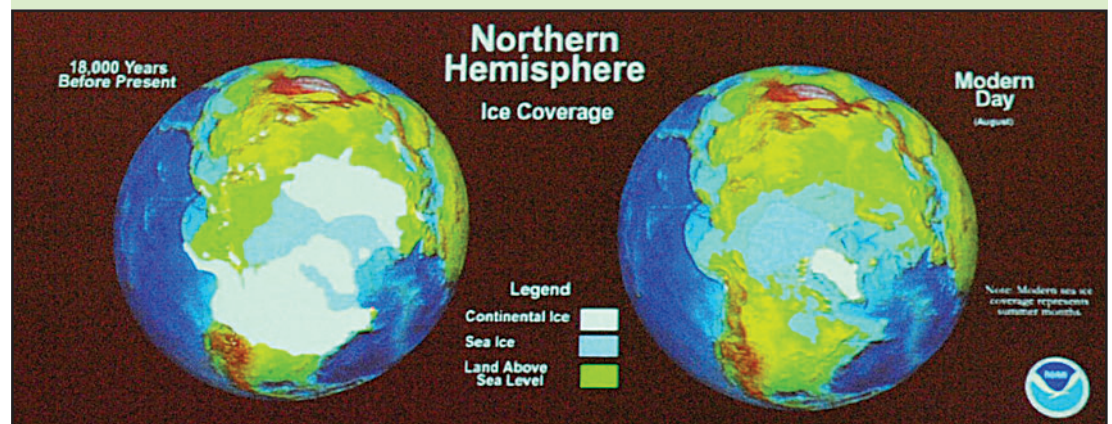 Northern
Hemisphere
Ice Coverage
18,000 Years
Before Present
Modern
Day
(August)
Legend
Continental Ice
Sea Ice
Land Above
Sea Level
Note: Modern sea ice
coverage represents
summer months.
NOAA